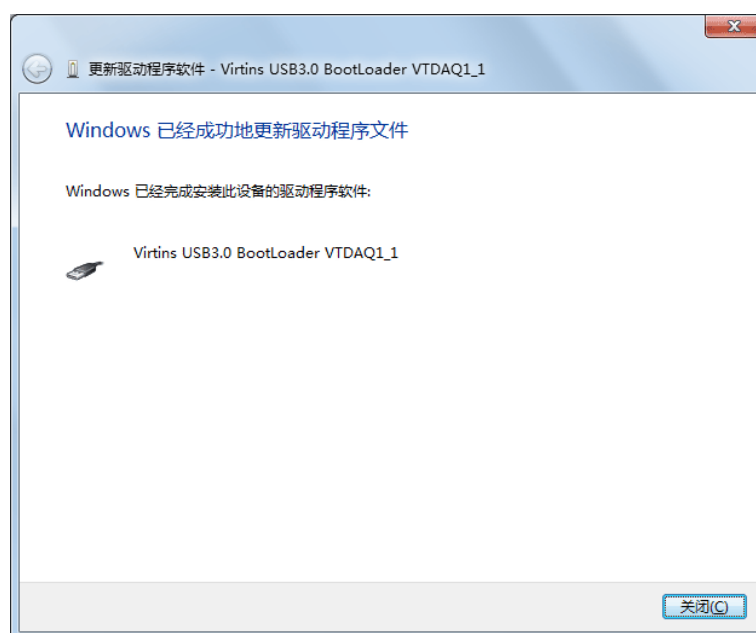 更新驱动程序软件 - Virtins USB3.0 BootLoader VTDAQ1_1
Windows 已经成功地更新驱动程序文件
Windows 已经完成安装此设备的驱动程序软件:
Virtins USB3.0 BootLoader VTDAQ1_1
关闭(C)